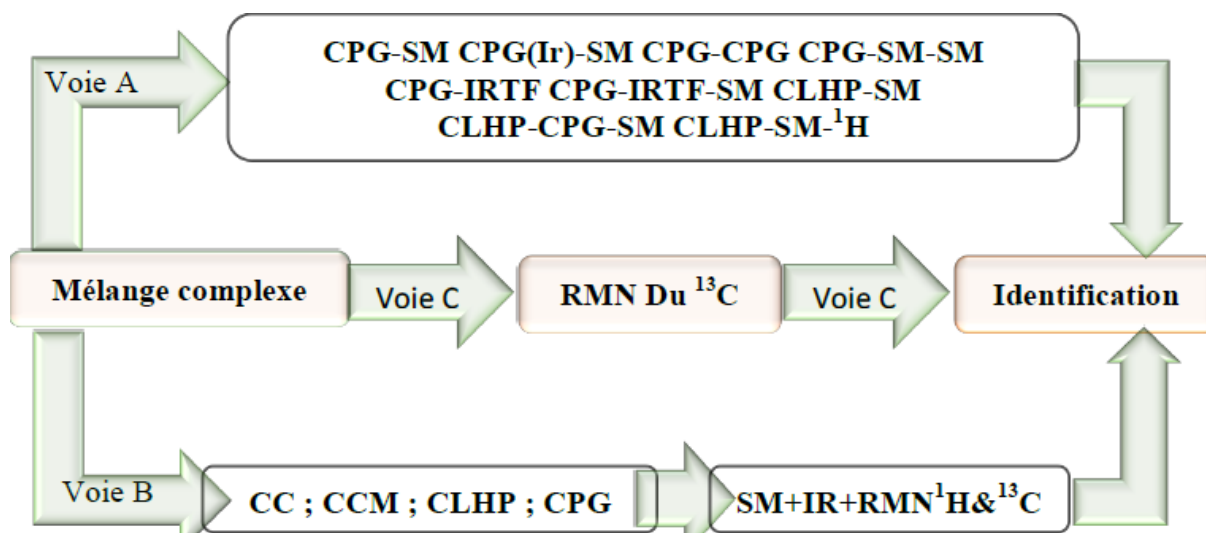 Voie A
CPG-SM CPG(Ir)-SM CPG-CPG CPG-SM-SM
CPG-IRTF CPG-IRTF-SM CLHP-SM
CLHP-CPG-SM CLHP-SM-¹H
Mélange complexe
Voie C
RMN Du ¹³C
Voie C
Identification
Voie B
CC ; CCM ; CLHP ; CPG
SM+IR+RMN¹H&¹³C